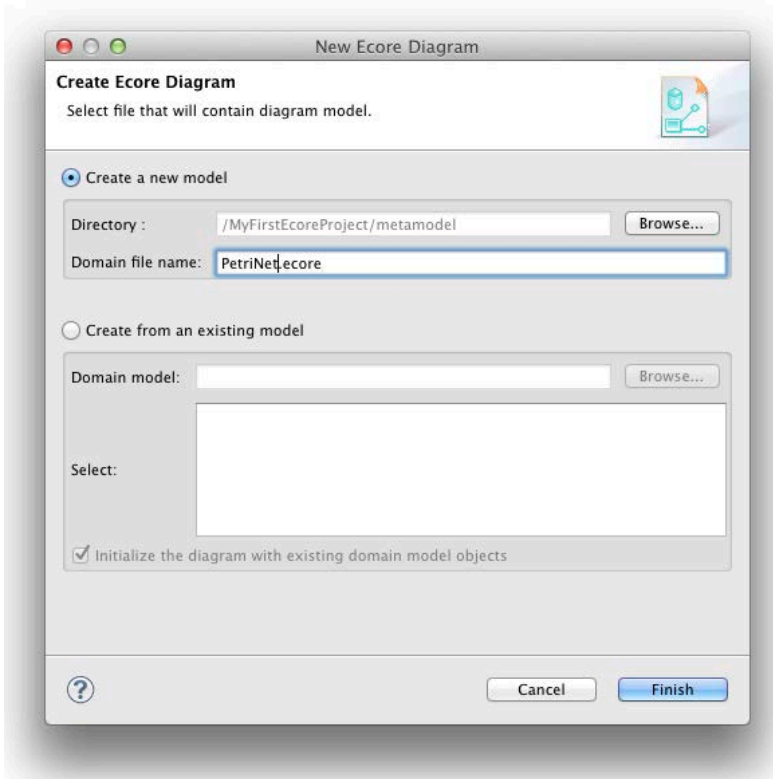 New Ecore Diagram
Create Ecore Diagram
Select file that will contain diagram model.
Create a new model
Directory : /MyFirstEcoreProject/metamodel Browse...
Domain file name: PetriNet.ecore
Create from an existing model
Domain model: Browse...
Select:
Initialize the diagram with existing domain model objects
? Cancel Finish